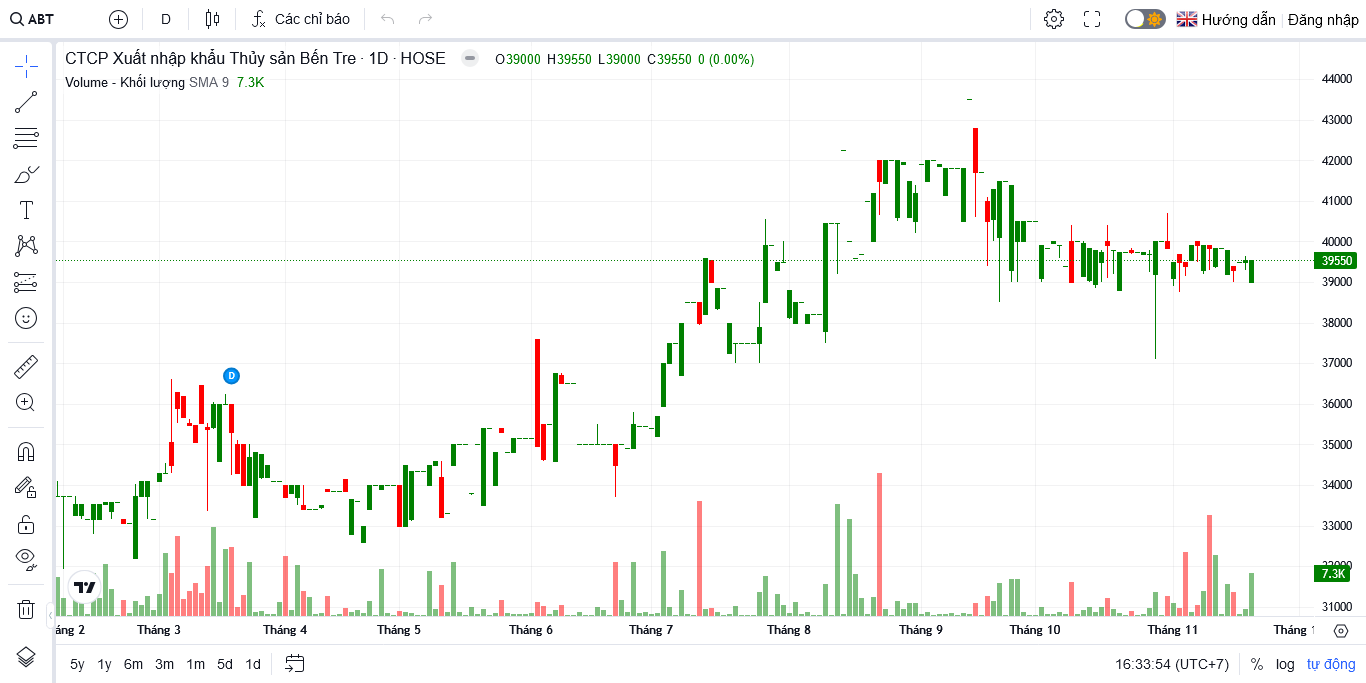 ABT D Các chỉ báo Hướng dẫn Đăng nhập
CTCP Xuất nhập khẩu Thủy sản Bến Tre · 1D · HOSE O39000 H39550 L39000 C39550 0 (0.00%)
Volume - Khối lượng SMA 9 7.3K
44000
43000
42000
41000
40000
39550
39000
38000
37000
36000
35000
34000
33000
32000
7.3K
31000
D
áng 2 Tháng 3 Tháng 4 Tháng 5 Tháng 6 Tháng 7 Tháng 8 Tháng 9 Tháng 10 Tháng 11 Tháng 1
5y 1y 6m 3m 1m 5d 1d 16:33:54 (UTC+7) % log tự động